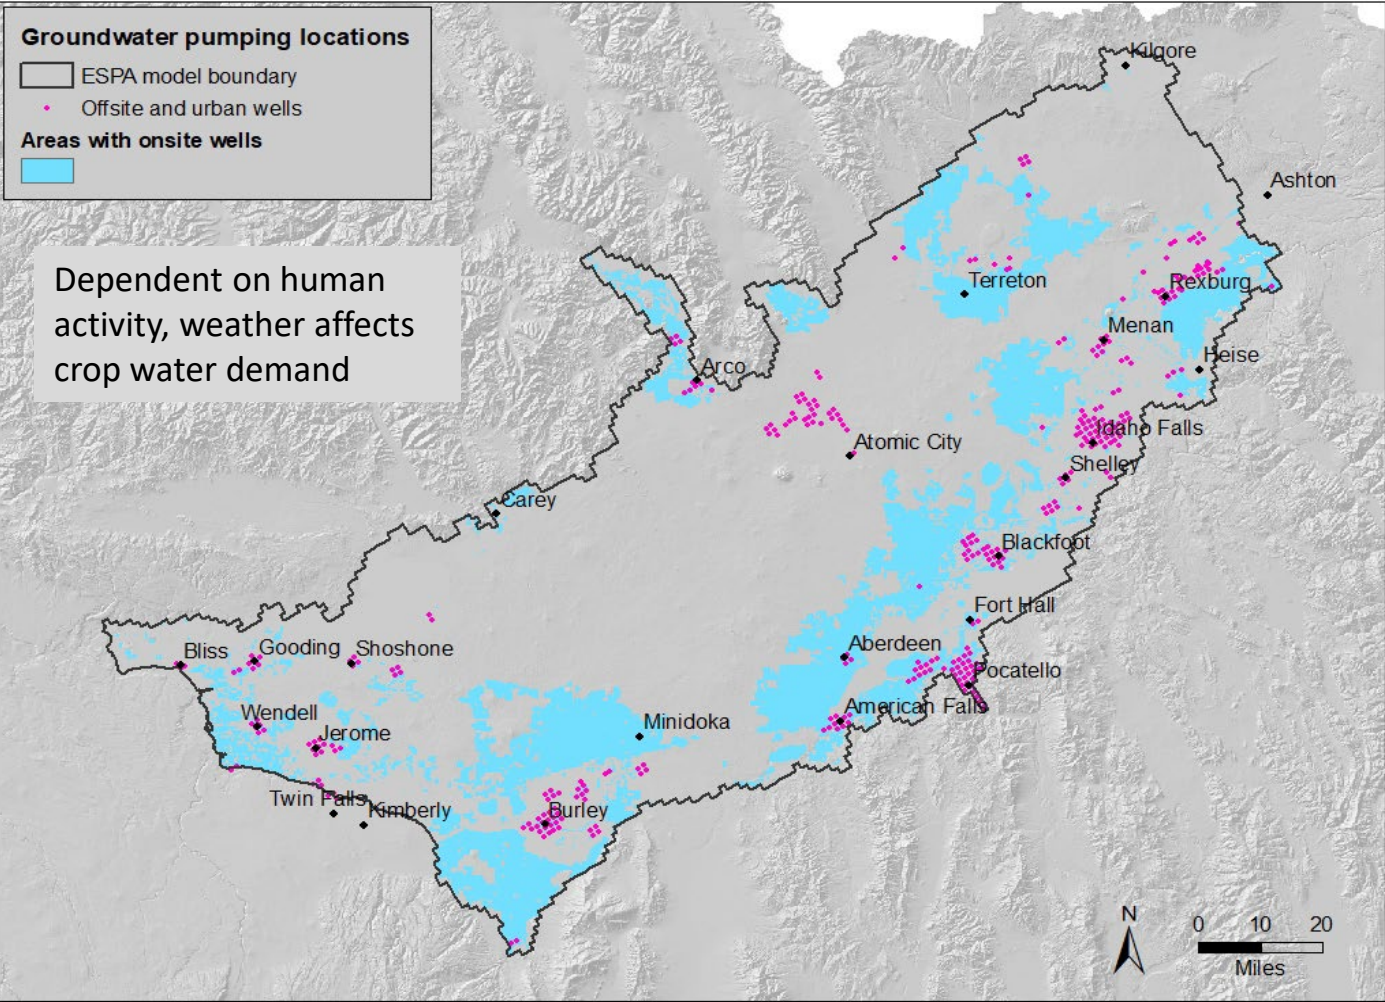 Groundwater pumping locations
ESPA model boundary
Offsite and urban wells
Areas with onsite wells
Dependent on human
activity, weather affects
crop water demand
Kilgore
Ashton
Terreton
Rexburg
Menan
Heise
Arco
Idaho Falls
Atomic City
Shelley
Carey
Blackfoot
Fort Hall
Bliss
Gooding
Shoshone
Aberdeen
Pocatello
Wendell
American Falls
Minidoka
Jerome
Twin Falls
Kimberly
Burley
N
0 10 20
Miles